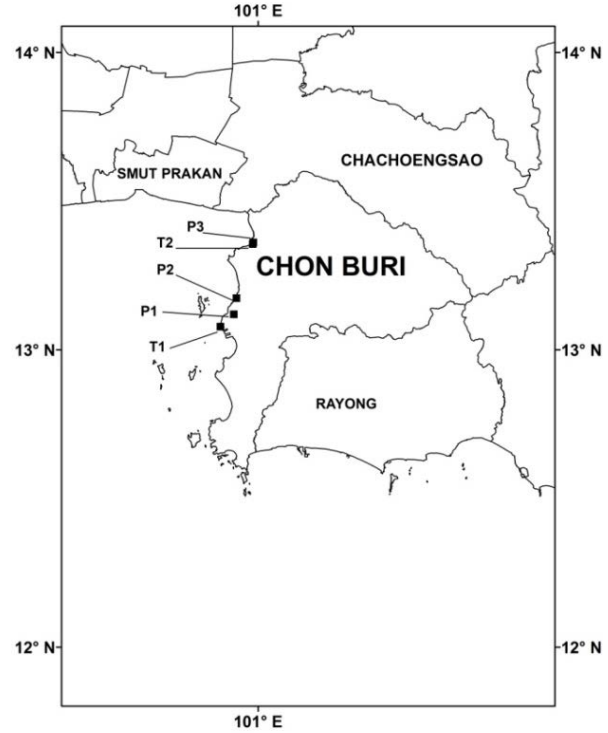 101° E
14° N
14° N
CHACHOENGSAO
SMUT PRAKAN
P3
T2
CHON BURI
P2
P1
T1
13° N
13° N
RAYONG
12° N
12° N
101° E